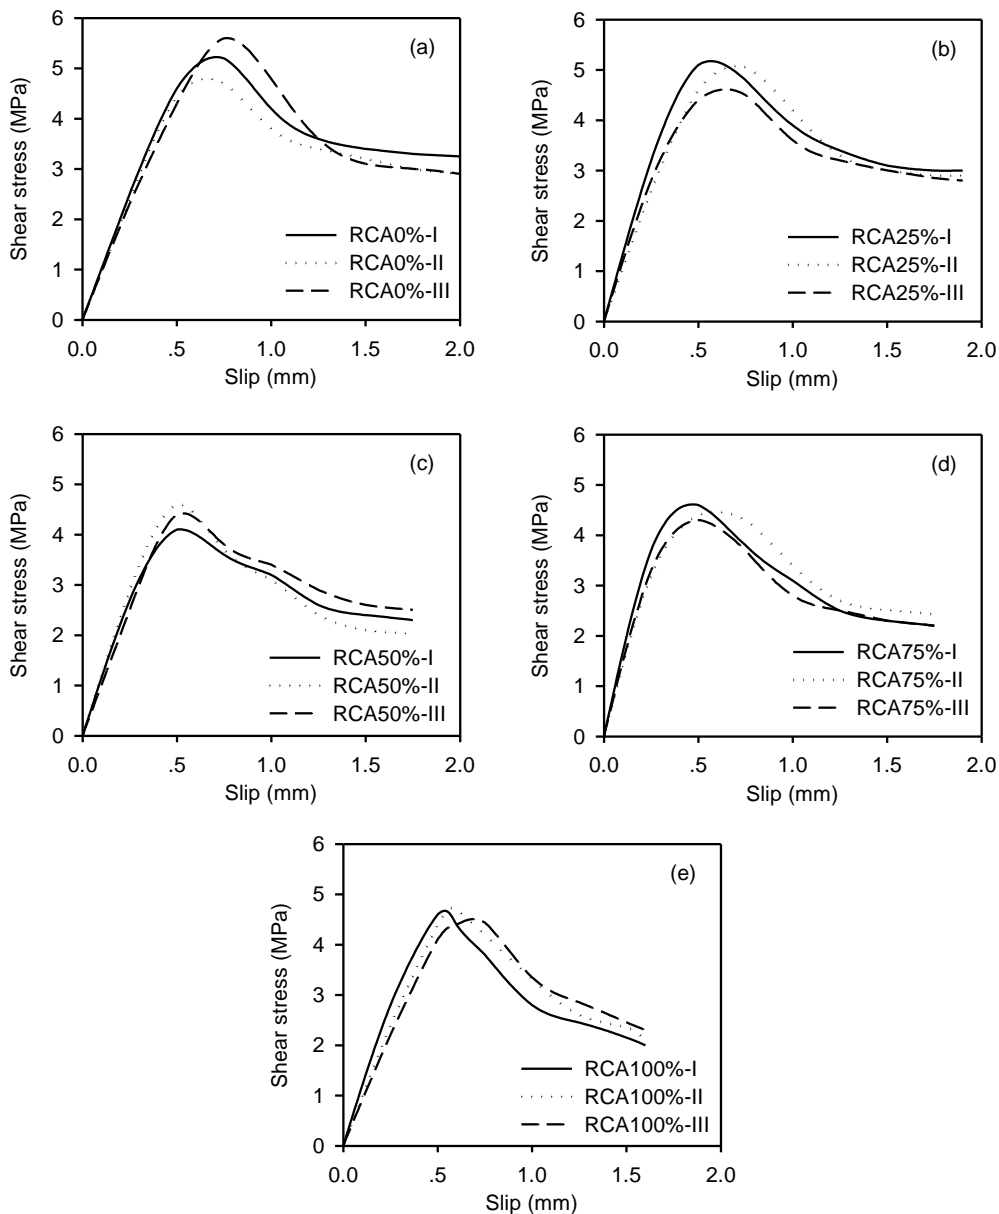 6
5
4
3
2
1
0
Shear stress (MPa)
(a)
RCA0%-I
RCA0%-II
RCA0%-III
0.0 .5 1.0 1.5 2.0
Slip (mm)
6
5
4
3
2
1
0
Shear stress (MPa)
(b)
RCA25%-I
RCA25%-II
RCA25%-III
0.0 .5 1.0 1.5 2.0
Slip (mm)
6
5
4
3
2
1
0
Shear stress (MPa)
(c)
RCA50%-I
RCA50%-II
RCA50%-III
0.0 .5 1.0 1.5 2.0
Slip (mm)
6
5
4
3
2
1
0
Shear stress (MPa)
(d)
RCA75%-I
RCA75%-II
RCA75%-III
0.0 .5 1.0 1.5 2.0
Slip (mm)
6
5
4
3
2
1
0
Shear stress (MPa)
(e)
RCA100%-I
RCA100%-II
RCA100%-III
0.0 .5 1.0 1.5 2.0
Slip (mm)